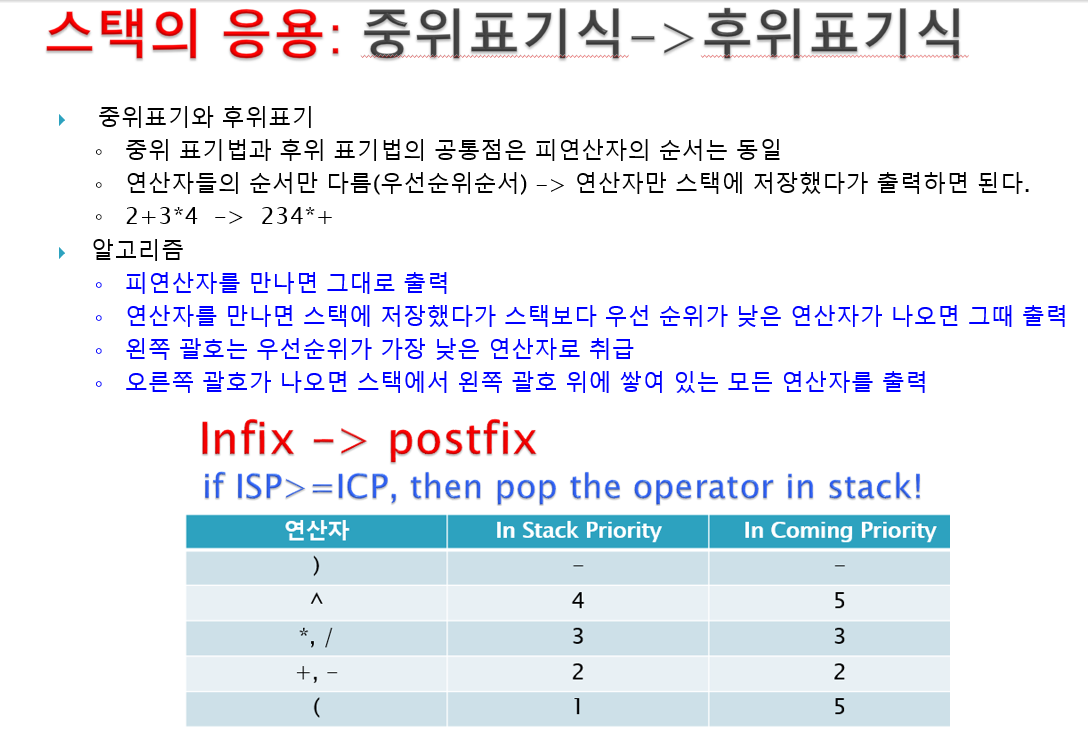 스택의 응용: 중위표기식->후위표기식
중위표기와 후위표기
중위 표기법과 후위 표기법의 공통점은 피연산자의 순서는 동일
연산자들의 순서만 다름(우선순위순서) -> 연산자만 스택에 저장했다가 출력하면 된다.
2+3*4 -> 234*+
알고리즘
피연산자를 만나면 그대로 출력
연산자를 만나면 스택에 저장했다가 스택보다 우선 순위가 낮은 연산자가 나오면 그때 출력
왼쪽 괄호는 우선순위가 가장 낮은 연산자로 취급
오른쪽 괄호가 나오면 스택에서 왼쪽 괄호 위에 쌓여 있는 모든 연산자를 출력
Infix -> postfix
if ISP>=ICP, then pop the operator in stack!
연산자 In Stack Priority In Coming Priority
) - -
^ 4 5
*, / 3 3
+, - 2 2
( 1 5